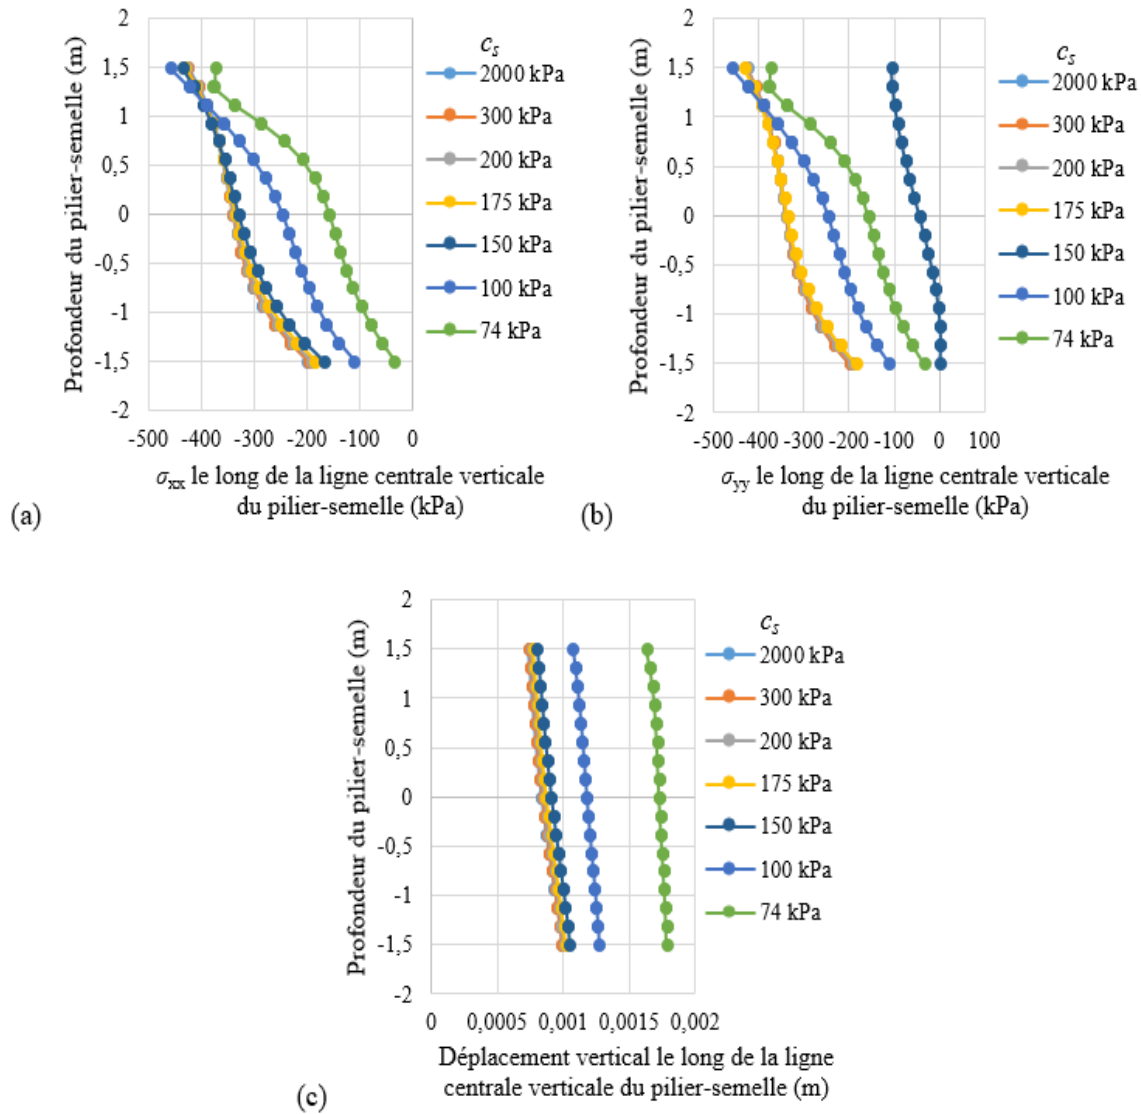 2
1,5
1
0,5
0
-0,5
-1
-1,5
-2
Profondeur du pilier-semelle (m)
-500 -400 -300 -200 -100 0
σxx le long de la ligne centrale verticale
du pilier-semelle (kPa)
cs
2000 kPa
300 kPa
200 kPa
175 kPa
150 kPa
100 kPa
74 kPa
(a)
2
1,5
1
0,5
0
-0,5
-1
-1,5
-2
Profondeur du pilier-semelle (m)
-500 -400 -300 -200 -100 0 100
σyy le long de la ligne centrale verticale
du pilier-semelle (kPa)
cs
2000 kPa
300 kPa
200 kPa
175 kPa
150 kPa
100 kPa
74 kPa
(b)
2
1,5
1
0,5
0
-0,5
-1
-1,5
-2
Profondeur du pilier-semelle (m)
0 0,0005 0,001 0,0015 0,002
Déplacement vertical le long de la ligne
centrale verticale du pilier-semelle (m)
cs
2000 kPa
300 kPa
200 kPa
175 kPa
150 kPa
100 kPa
74 kPa
(c)